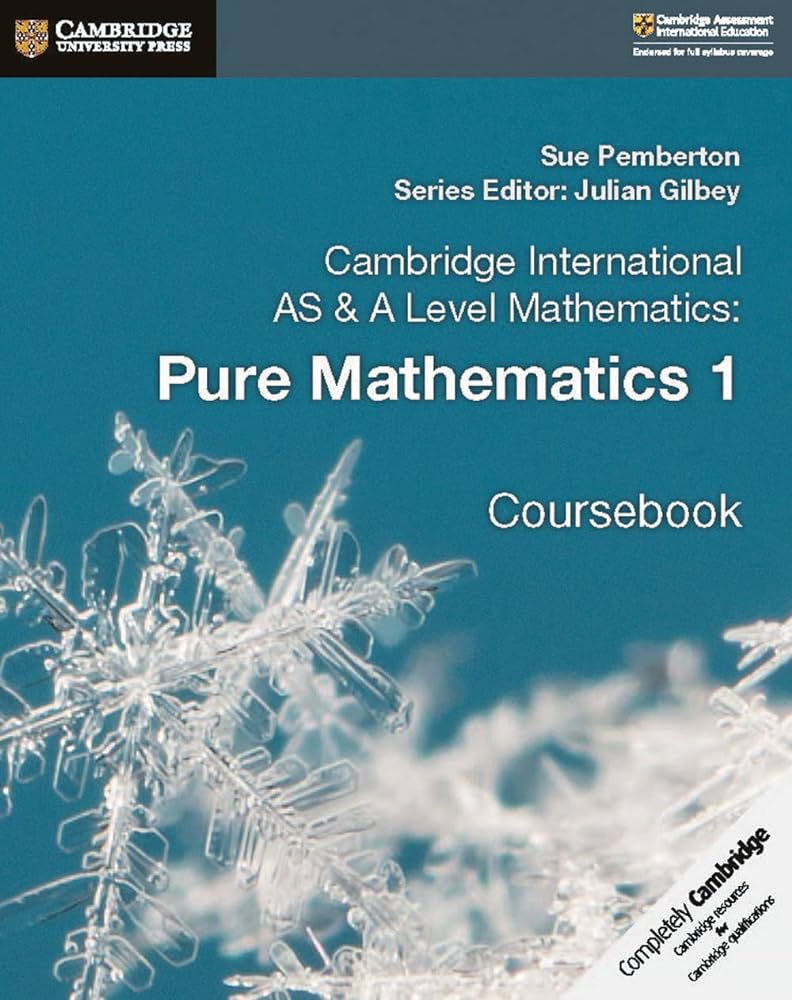 CAMBRIDGE
UNIVERSITY PRESS
Cambridge Assessment
International Education
Endorsed for full syllabus coverage
Sue Pemberton
Series Editor: Julian Gilbey
Cambridge International
AS & A Level Mathematics:
Pure Mathematics 1
Coursebook
Completely Cambridge
Cambridge resources
for
Cambridge qualifications